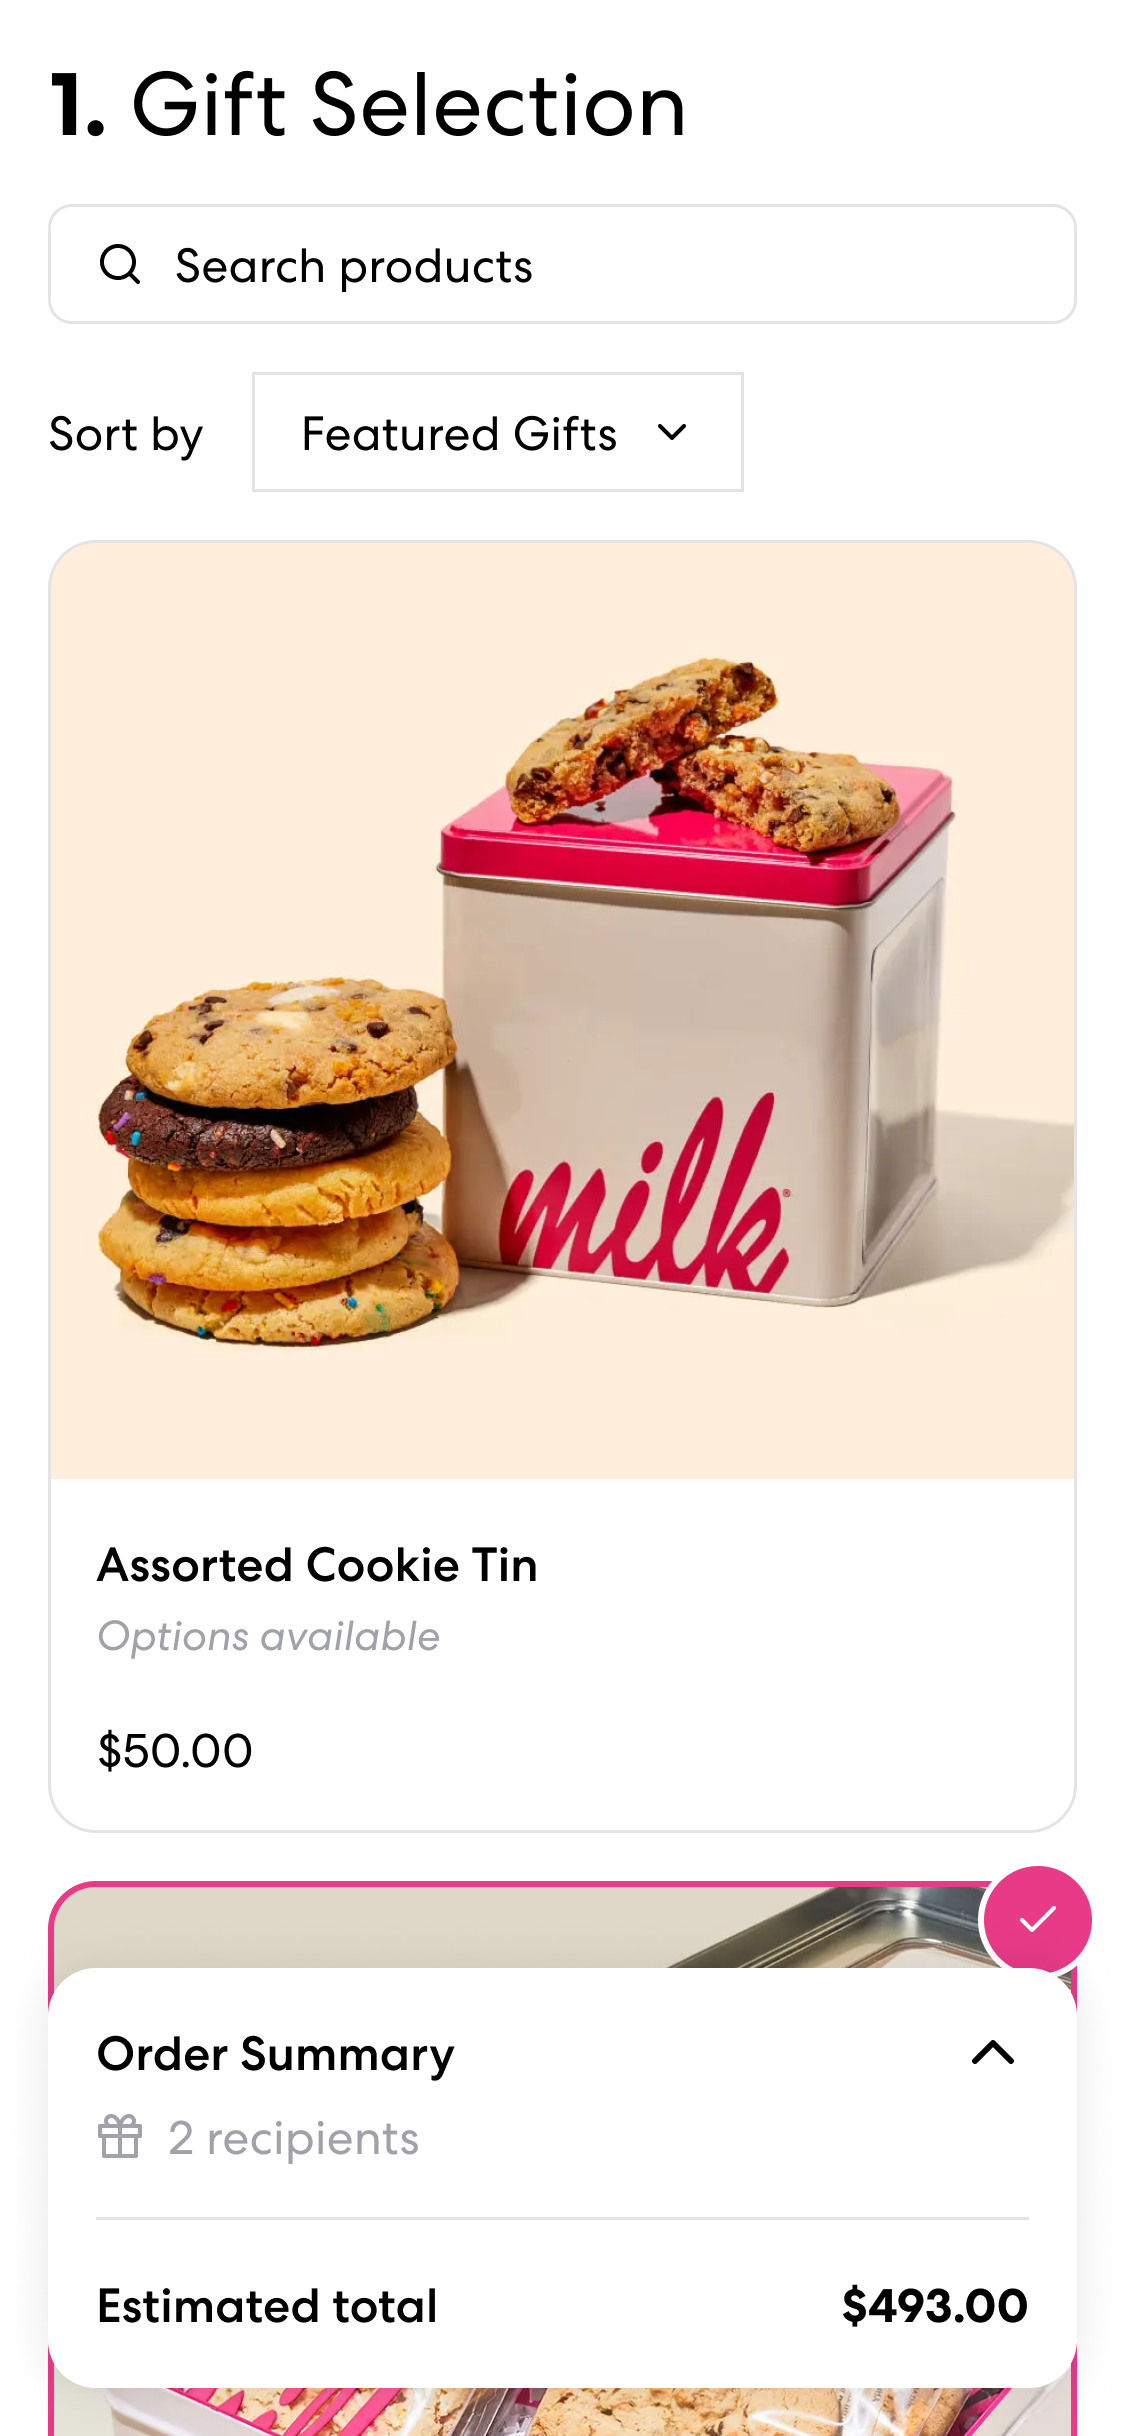 1. Gift Selection
Search products
Sort by
Featured Gifts
milk®
Assorted Cookie Tin
Options available
$50.00
Order Summary
2 recipients
Estimated total
$493.00